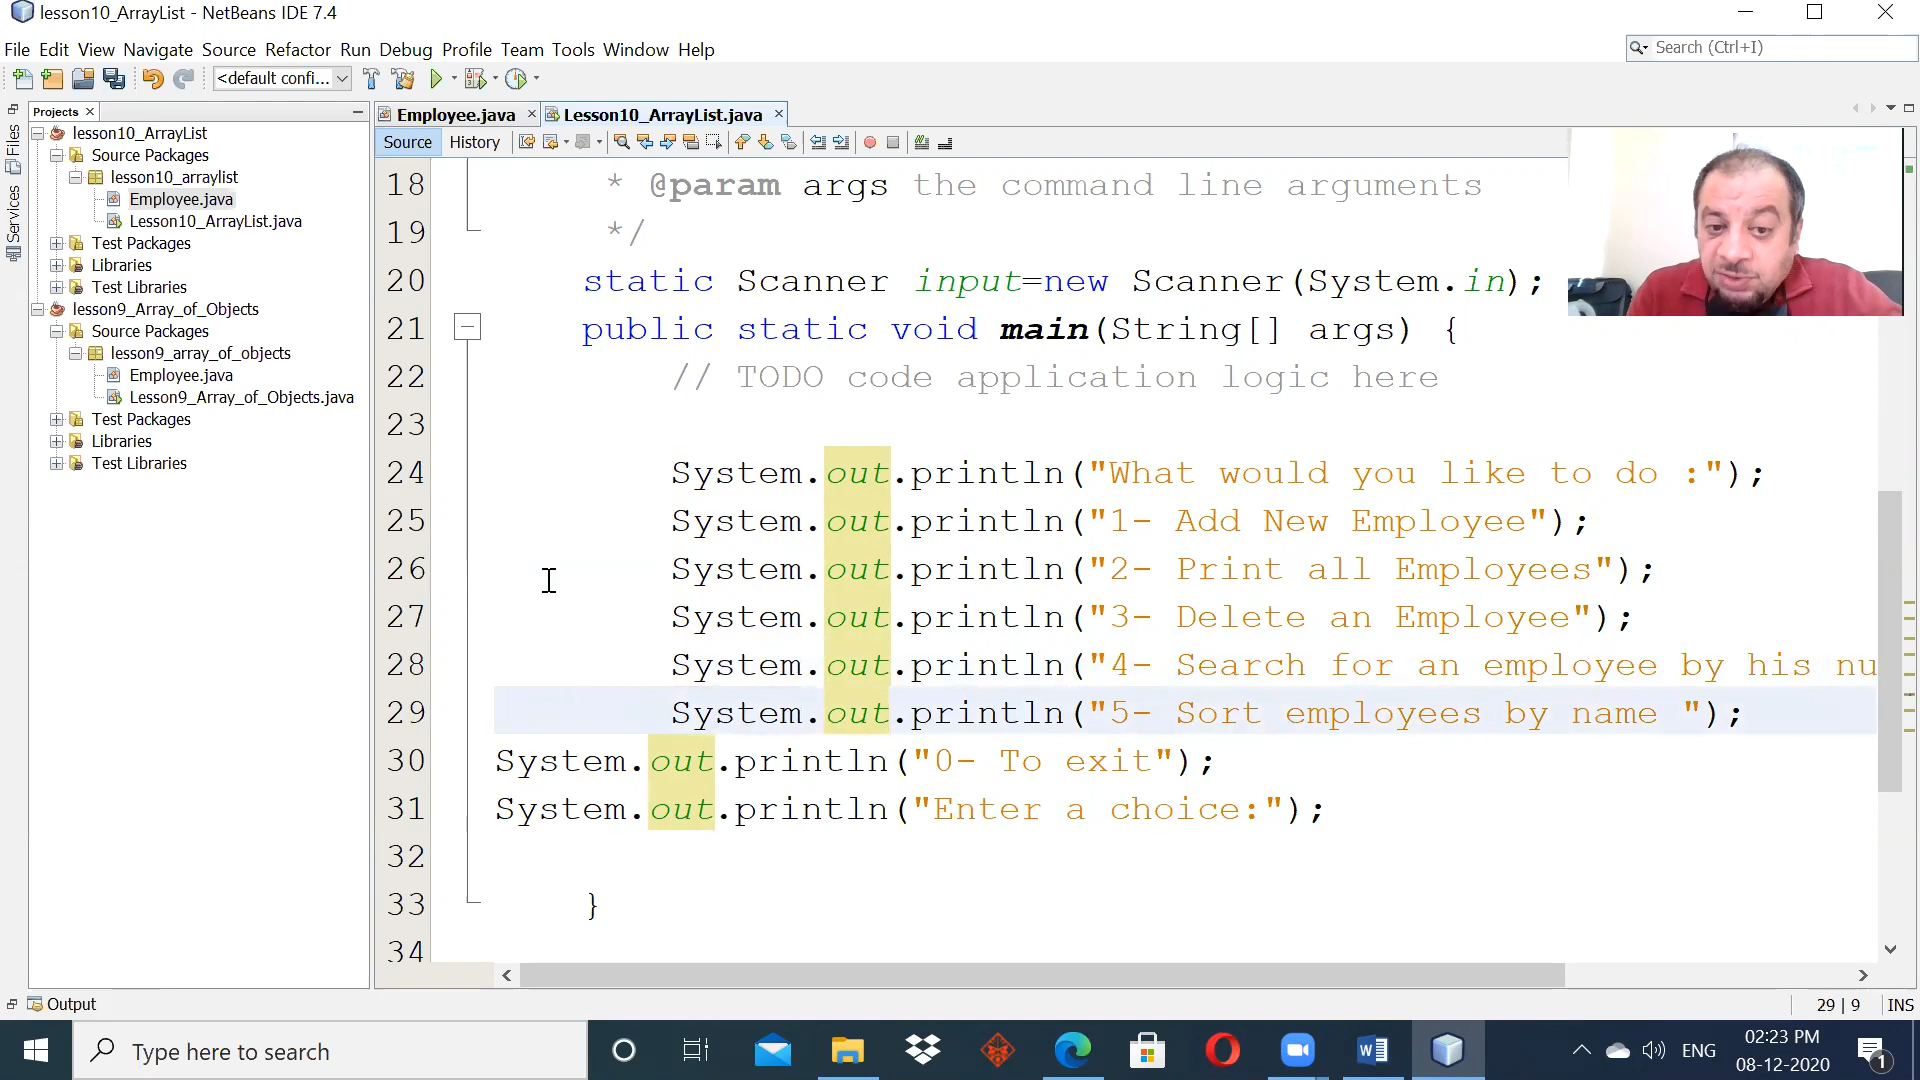 lesson10_ArrayList - NetBeans IDE 7.4
File Edit View Navigate Source Refactor Run Debug Profile Team Tools Window Help
Search (Ctrl+I)
<default confi...
Projects
Employee.java
Lesson10_ArrayList.java
Files
Services
lesson10_ArrayList
Source Packages
lesson10_arraylist
Employee.java
Lesson10_ArrayList.java
Test Packages
Libraries
Test Libraries
lesson9_Array_of_Objects
Source Packages
lesson9_array_of_objects
Employee.java
Lesson9_Array_of_Objects.java
Test Packages
Libraries
Test Libraries
Source History
18 * @param args the command line arguments
19 */
20 static Scanner input=new Scanner(System.in);
21 public static void main(String[] args) {
22 // TODO code application logic here
23
24 System.out.println("What would you like to do :");
25 System.out.println("1- Add New Employee");
26 System.out.println("2- Print all Employees");
27 System.out.println("3- Delete an Employee");
28 System.out.println("4- Search for an employee by his nu
29 System.out.println("5- Sort employees by name ");
30 System.out.println("0- To exit");
31 System.out.println("Enter a choice:");
32
33 }
34
Output
29 | 9 INS
Type here to search
ENG
02:23 PM
08-12-2020
1